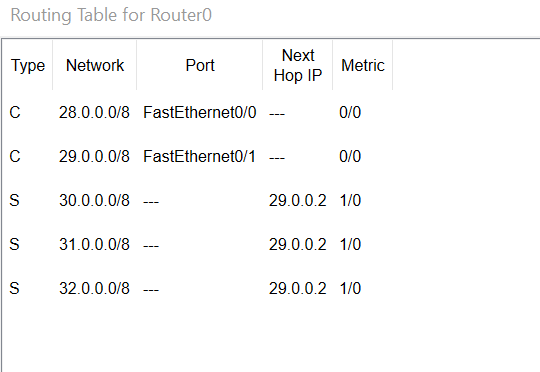 Routing Table for Router0
Type Network Port Next Hop IP Metric
C 28.0.0.0/8 FastEthernet0/0 --- 0/0
C 29.0.0.0/8 FastEthernet0/1 --- 0/0
S 30.0.0.0/8 --- 29.0.0.2 1/0
S 31.0.0.0/8 --- 29.0.0.2 1/0
S 32.0.0.0/8 --- 29.0.0.2 1/0